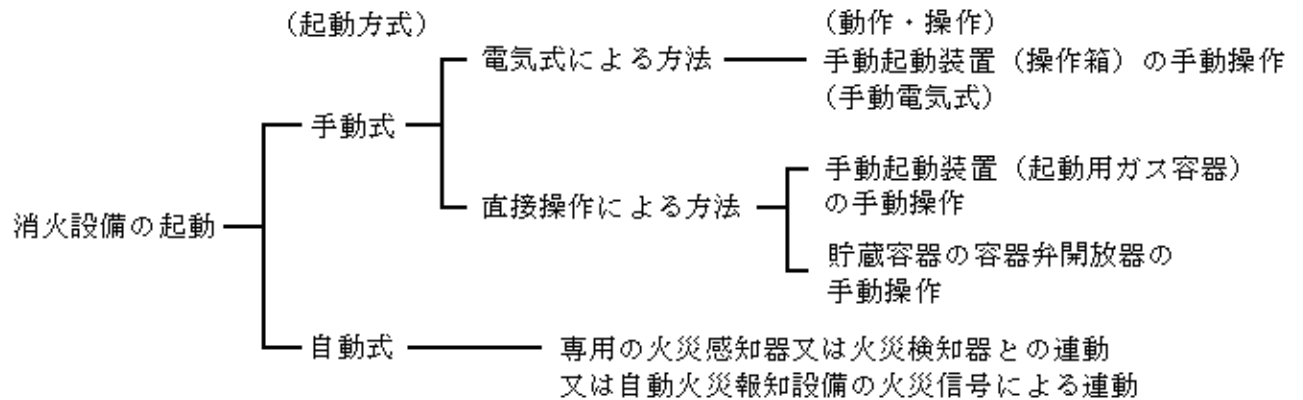 （起動方式）
（動作・操作）
電気式による方法
手動起動装置（操作箱）の手動操作
（手動電気式）
手動式
手動起動装置（起動用ガス容器）
の手動操作
直接操作による方法
消火設備の起動
貯蔵容器の容器弁開放器の
手動操作
自動式
専用の火災感知器又は火災検知器との連動
又は自動火災報知設備の火災信号による連動